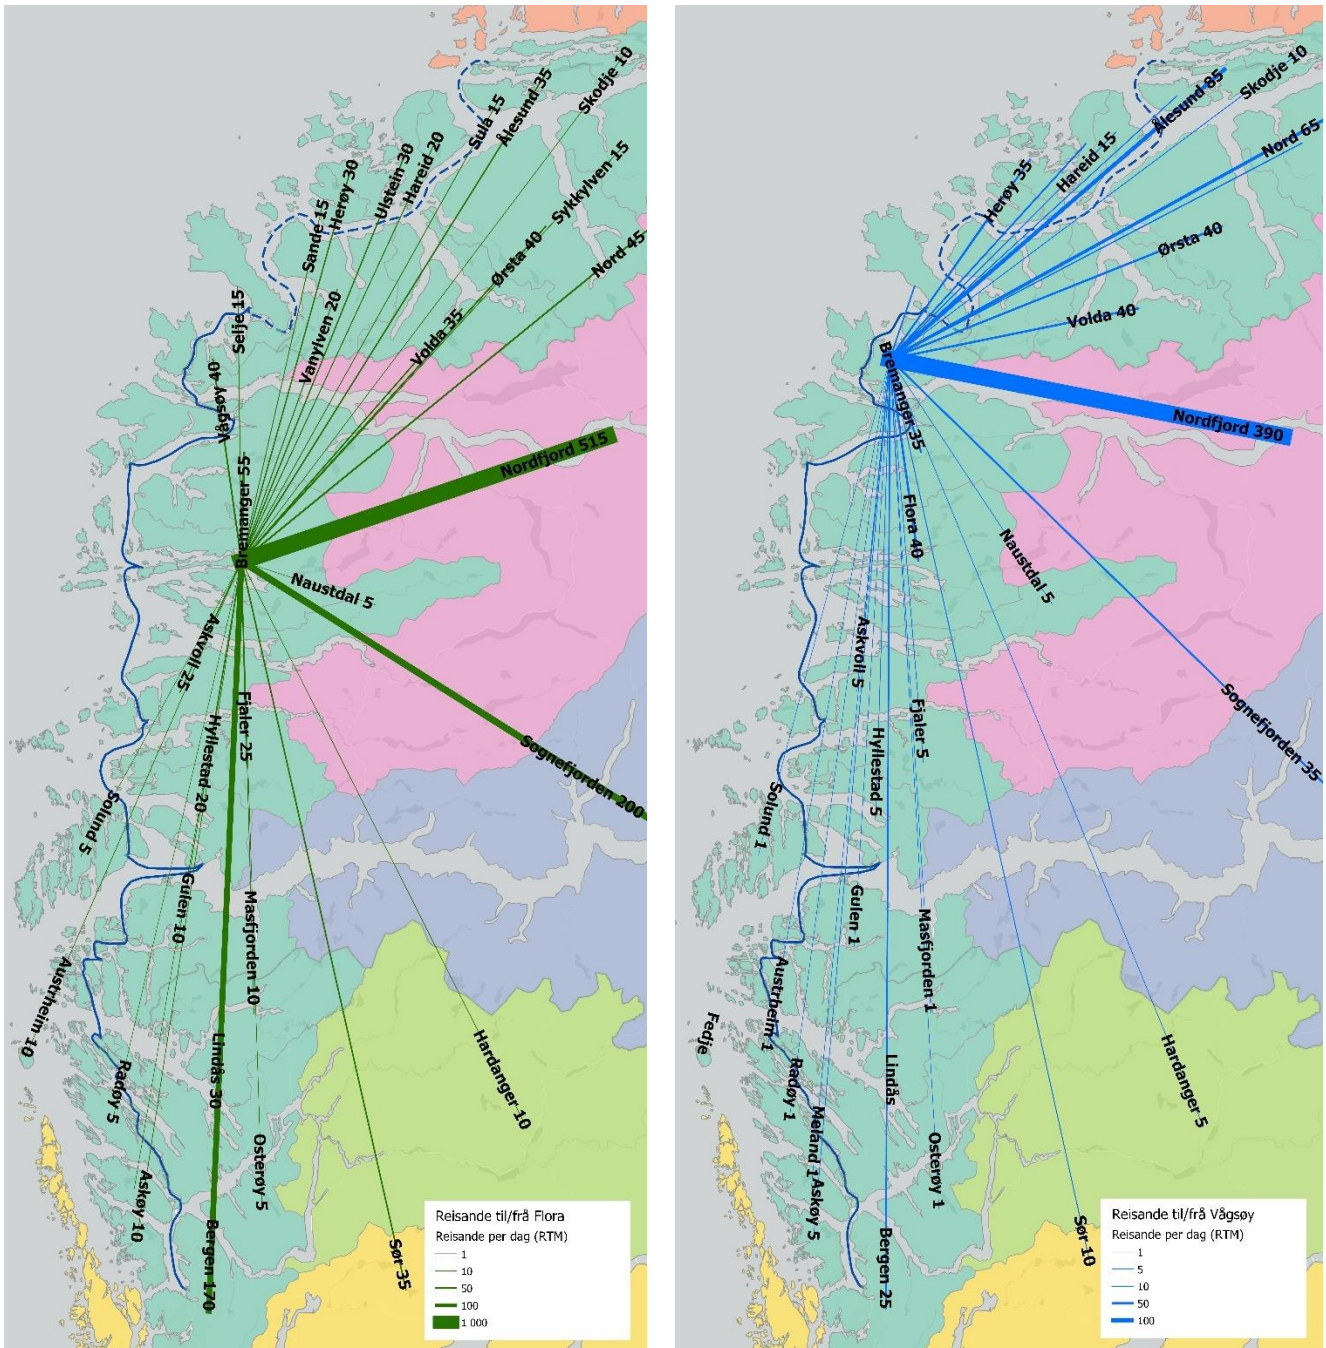 Skodje 10
Ålesund 35
Sula 15
Hareid 20
Ulstein 30
Herøy 30
Sande 15
Sykkylven 15
Ørsta 40
Nord 45
Selje 15
Vanylven 20
Volda 35
Vågsøy 40
Bremanger 55
Nordfjord 515
Naustdal 5
Askvoll 25
Fjaler 25
Hyllestad 20
Sognefjorden 200
Solund 5
Gulen 10
Masfjorden 10
Austrheim 10
Lindås 30
Hardanger 10
Radøy 5
Osterøy 5
Askøy 10
Bergen 170
Sør 35
Reisande til/frå Flora
Reisande per dag (RTM)
1
10
50
100
1 000
Skodje 10
Ålesund 85
Nord 65
Hareid 15
Herøy 35
Ørsta 40
Volda 40
Bremanger 35
Nordfjord 390
Flora 40
Naustdal 5
Askvoll 5
Fjaler 5
Hyllestad 5
Sognefjorden 35
Solund 1
Gulen 1
Masfjorden 1
Austrheim 1
Fedje
Lindås
Hardanger 5
Radøy 1
Meland 1
Osterøy 1
Askøy 5
Bergen 25
Sør 10
Reisande til/frå Vågsøy
Reisande per dag (RTM)
1
5
10
50
100